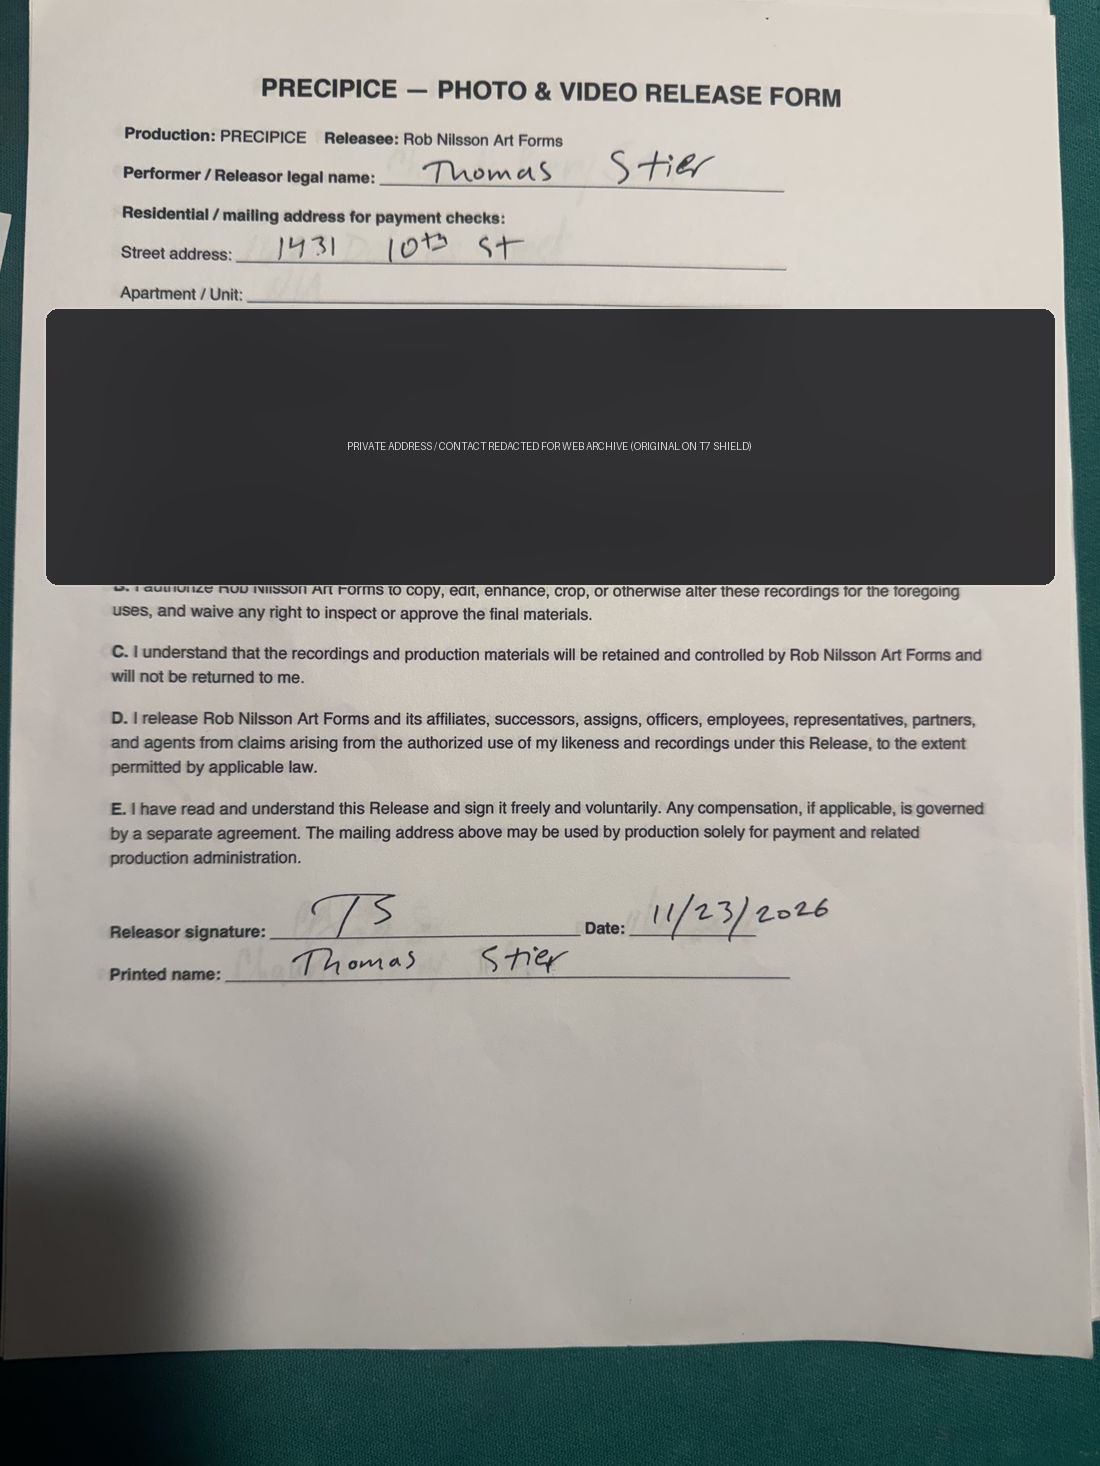 PRECIPICE — PHOTO & VIDEO RELEASE FORM
Production: PRECIPICE Releasee: Rob Nilsson Art Forms
Performer / Releasor legal name: Thomas Stier
Residential / mailing address for payment checks:
Street address: 1431 10th St
Apartment / Unit:
PRIVATE ADDRESS / CONTACT REDACTED FOR WEB ARCHIVE (ORIGINAL ON T7 SHIELD)
B. I authorize Rob Nilsson Art Forms to copy, edit, enhance, crop, or otherwise alter these recordings for the foregoing
uses, and waive any right to inspect or approve the final materials.
C. I understand that the recordings and production materials will be retained and controlled by Rob Nilsson Art Forms and
will not be returned to me.
D. I release Rob Nilsson Art Forms and its affiliates, successors, assigns, officers, employees, representatives, partners,
and agents from claims arising from the authorized use of my likeness and recordings under this Release, to the extent
permitted by applicable law.
E. I have read and understand this Release and sign it freely and voluntarily. Any compensation, if applicable, is governed
by a separate agreement. The mailing address above may be used by production solely for payment and related
production administration.
Releasor signature: TS Date: 11/23/2026
Printed name: Thomas Stier